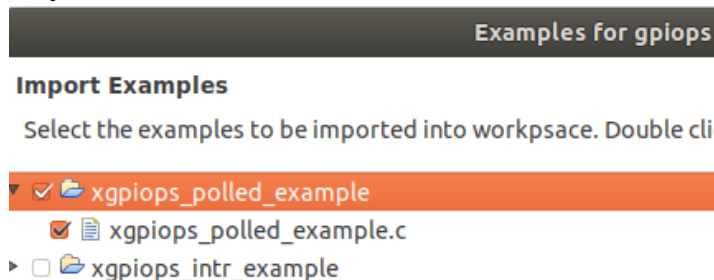 Examples for gpiops
Import Examples
Select the examples to be imported into workpsace. Double cli
xgpiops_polled_example
xgpiops_polled_example.c
xgpiops_intr_example